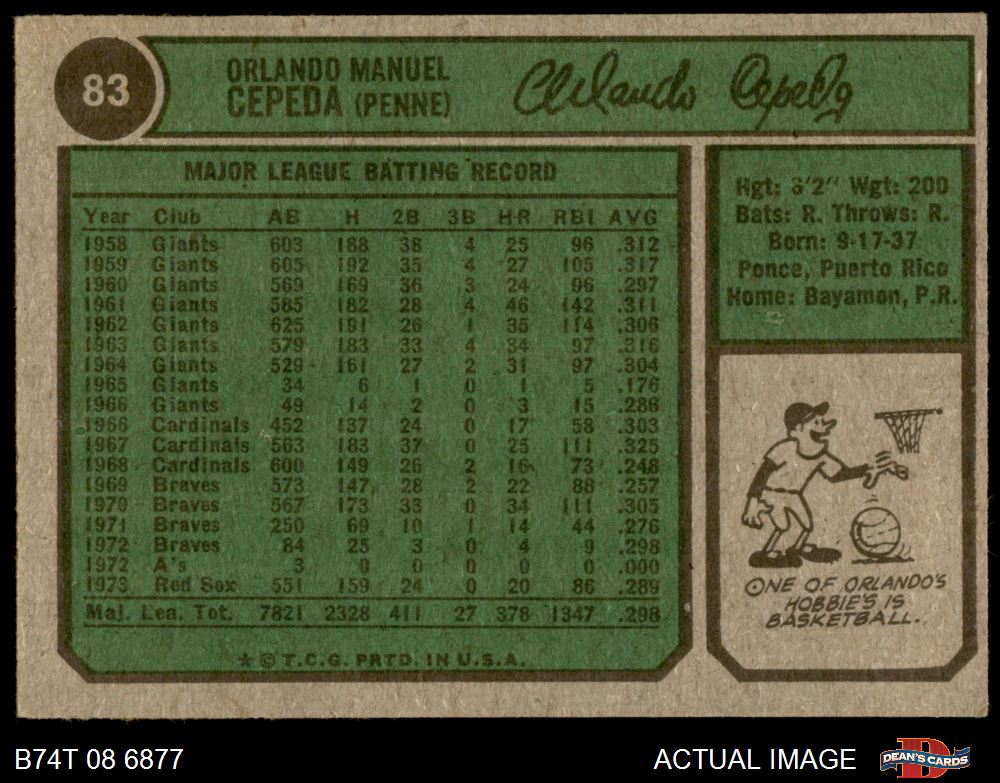 83
ORLANDO MANUEL
CEPEDA (PENNE)
Orlando Cepeda
MAJOR LEAGUE BATTING RECORD
Year Club AB H 2B 3B HR RBI AVG
1958 Giants 603 188 38 4 25 96 .312
1959 Giants 605 192 35 4 27 105 .317
1960 Giants 569 169 36 3 24 96 .297
1961 Giants 585 182 28 4 46 142 .311
1962 Giants 625 191 26 1 35 114 .306
1963 Giants 579 183 33 4 34 97 .316
1964 Giants 529 161 27 2 31 97 .304
1965 Giants 34 6 1 0 1 5 .176
1966 Giants 49 14 2 0 3 15 .286
1966 Cardinals 452 137 24 0 17 58 .303
1967 Cardinals 563 183 37 0 25 111 .325
1968 Cardinals 600 149 26 2 16 73 .248
1969 Braves 573 147 28 2 22 88 .257
1970 Braves 567 173 33 0 34 111 .305
1971 Braves 250 69 10 1 14 44 .276
1972 Braves 84 25 3 0 4 9 .298
1972 A's 3 0 0 0 0 0 .000
1973 Red Sox 551 159 24 0 20 86 .289
Maj. Lea. Tot. 7821 2328 411 27 378 1347 .298
★ © T.C.G. PRTD. IN U.S.A.
Hgt: 6'2" Wgt: 200
Bats: R. Throws: R.
Born: 9-17-37
Ponce, Puerto Rico
Home: Bayamon, P.R.
ONE OF ORLANDO'S
HOBBIE'S IS
BASKETBALL.
B74T 08 6877
ACTUAL IMAGE
DEAN'S CARDS